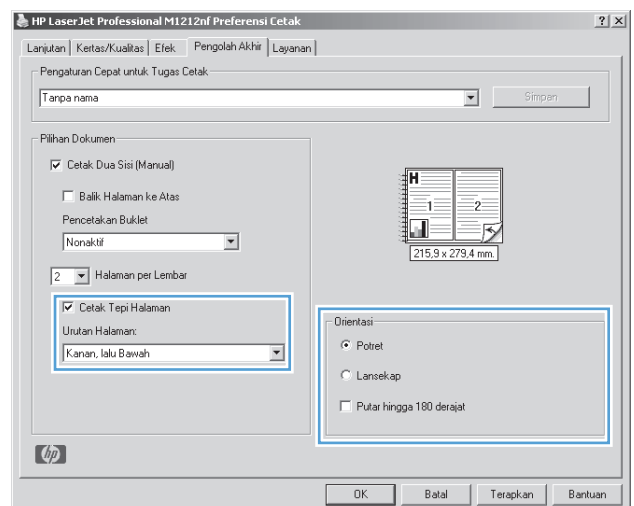 HP LaserJet Professional M1212nf Preferensi Cetak
Lanjutan Kertas/Kualitas Efek Pengolah Akhir Layanan
Pengaturan Cepat untuk Tugas Cetak
Tanpa nama
Simpan
Pilihan Dokumen
Cetak Dua Sisi (Manual)
Balik Halaman ke Atas
Pencetakan Buklet
Nonaktif
2 Halaman per Lembar
Cetak Tepi Halaman
Urutan Halaman:
Kanan, lalu Bawah
H
1 2
215,9 x 279,4 mm.
Orientasi
Potret
Lansekap
Putar hingga 180 derajat
hp
OK Batal Terapkan Bantuan